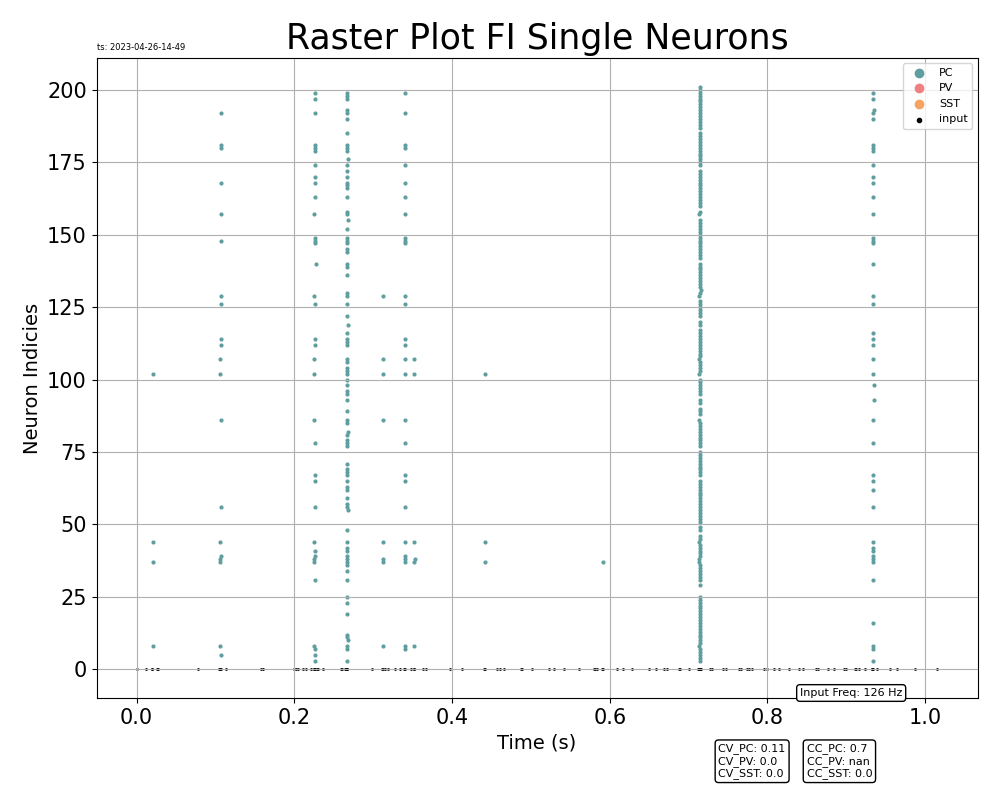 Raster Plot FI Single Neurons
ts: 2023-04-26-14-49
PC
PV
SST
input
200
175
150
125
100
75
50
25
0
Neuron Indicies
0.0 0.2 0.4 0.6 0.8 1.0
Time (s)
Input Freq: 126 Hz
CV_PC: 0.11
CV_PV: 0.0
CV_SST: 0.0
CC_PC: 0.7
CC_PV: nan
CC_SST: 0.0